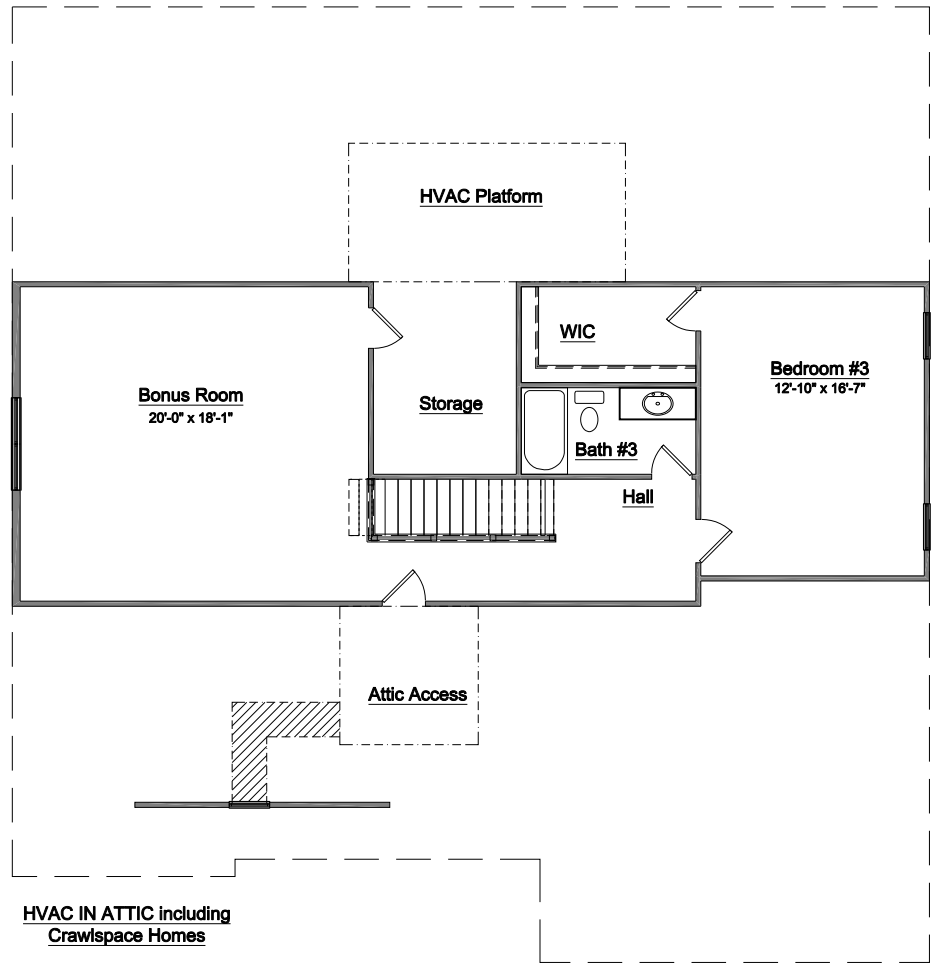 HVAC Platform
WIC
Bedroom #3
12'-10" x 16'-7"
Bonus Room
20'-0" x 18'-1"
Storage
Bath #3
Hall
Attic Access
HVAC IN ATTIC including
Crawlspace Homes